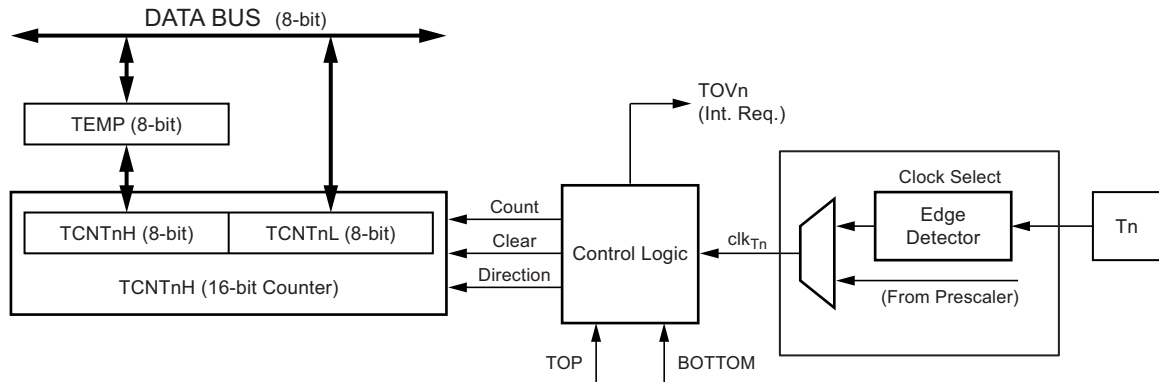 DATA BUS (8-bit)
TEMP (8-bit)
TCNTnH (8-bit)
TCNTnL (8-bit)
TCNTnH (16-bit Counter)
Count
Clear
Direction
TOVn
(Int. Req.)
Control Logic
TOP
BOTTOM
clkTn
Clock Select
Edge
Detector
(From Prescaler)
Tn